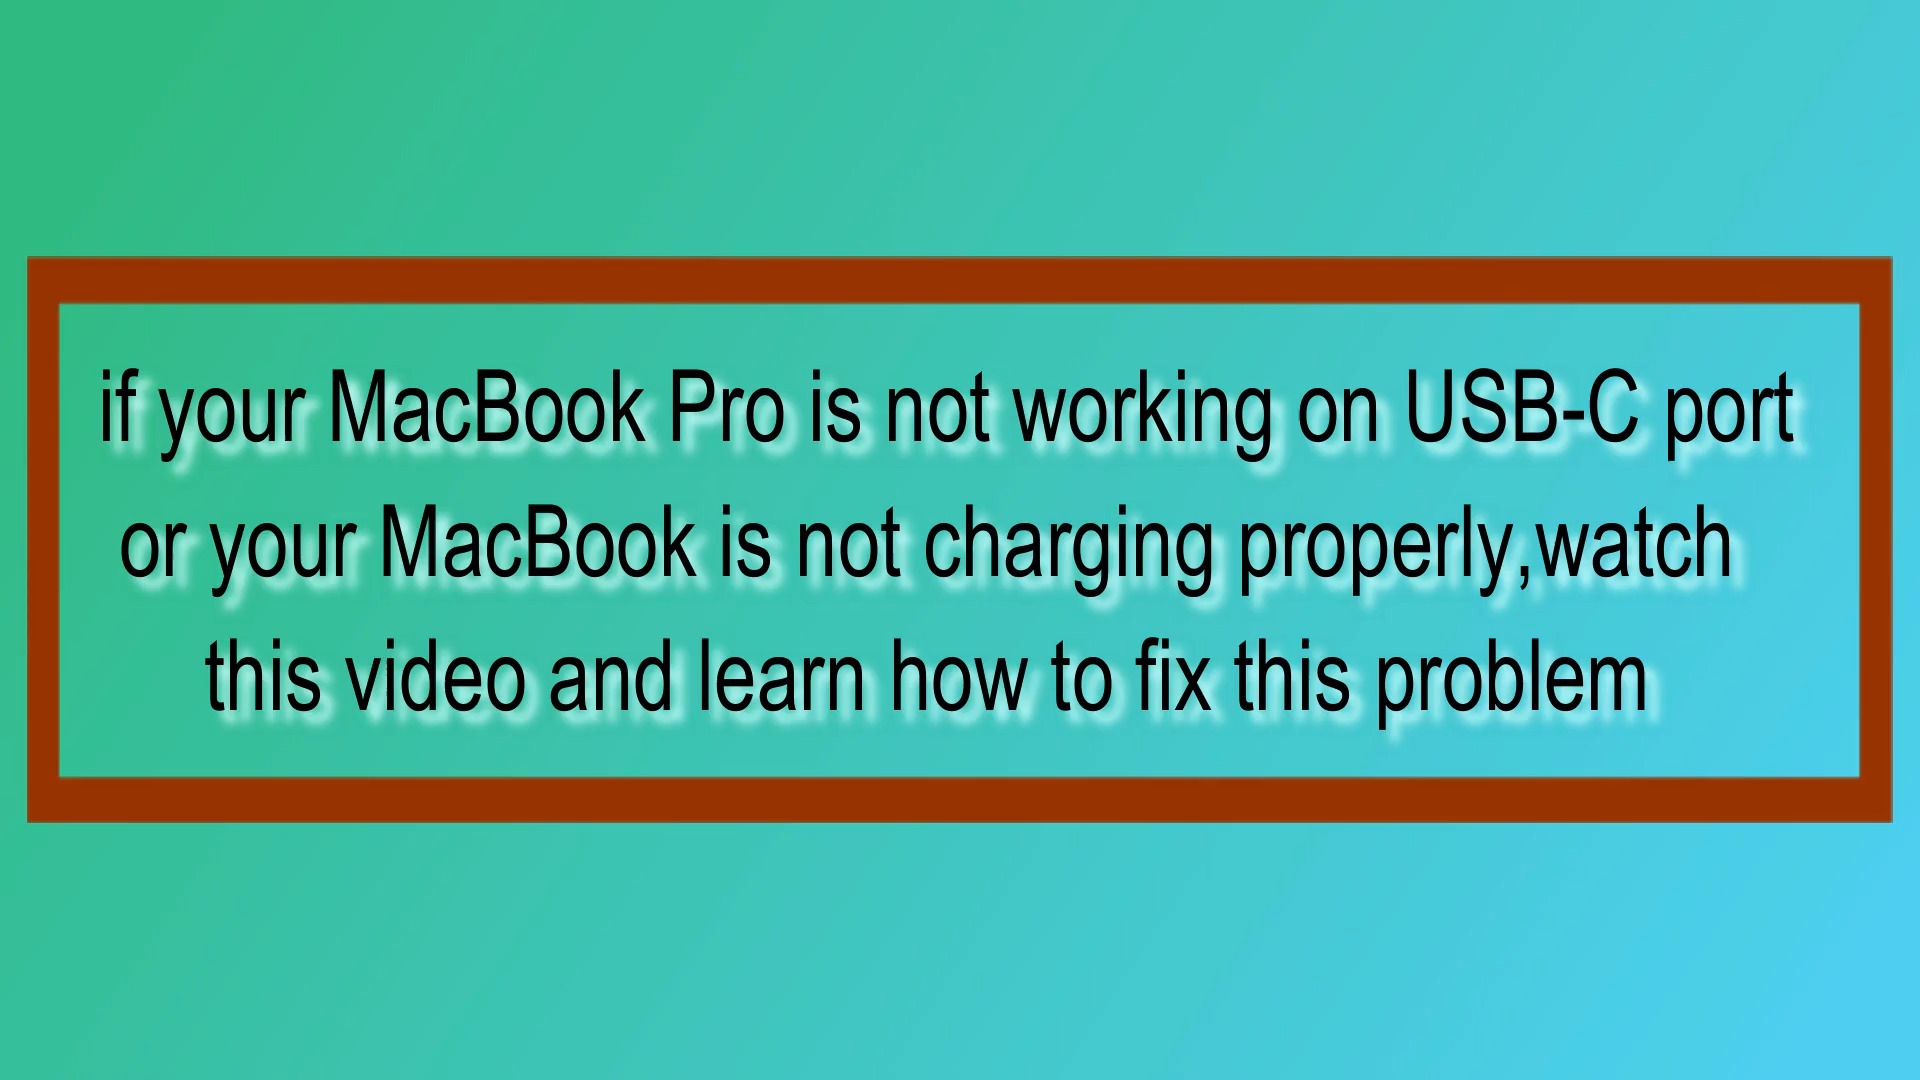 if your MacBook Pro is not working on USB-C port
or your MacBook is not charging properly,watch
this video and learn how to fix this problem